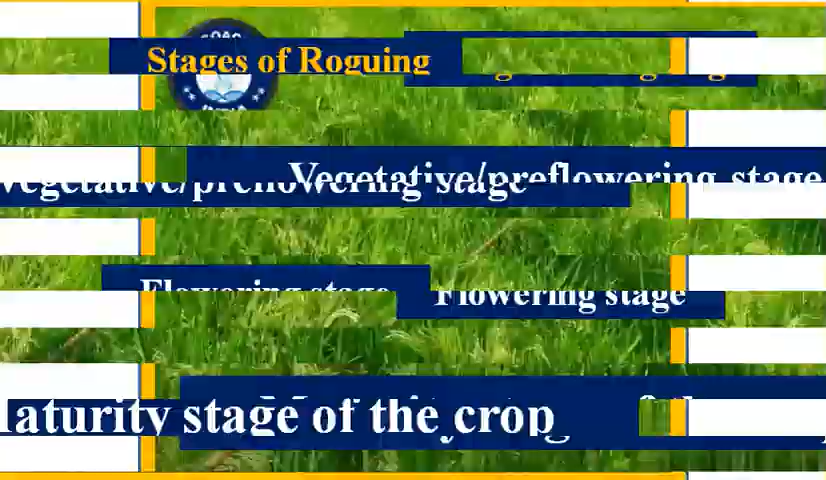 Stages of Roguing
Vegetative/preflowering stage
Flowering stage
Maturity stage of the crop